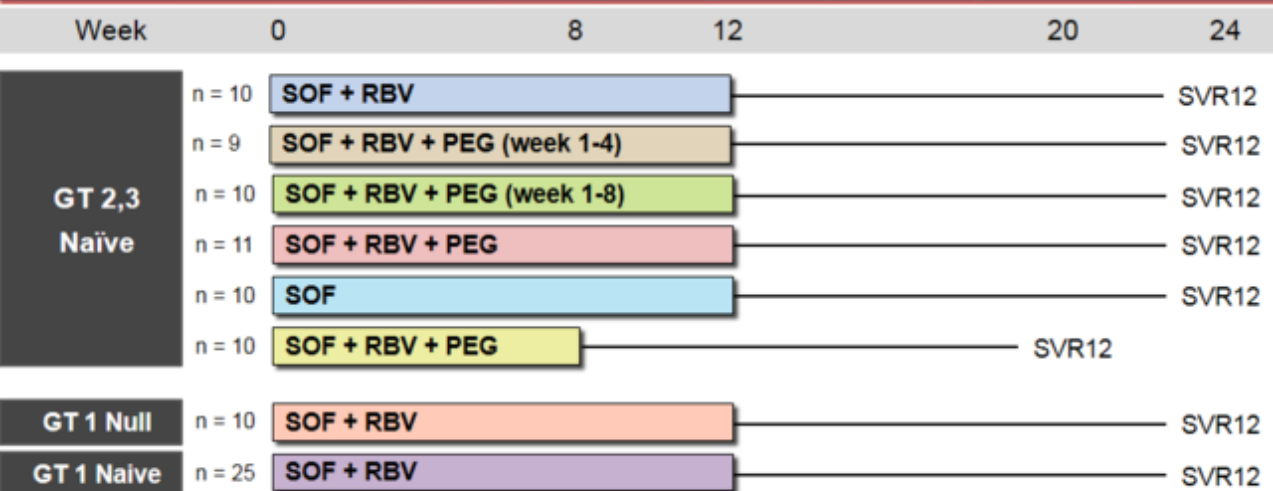 Week 0 8 12 20 24
n = 10 SOF + RBV SVR12
n = 9 SOF + RBV + PEG (week 1-4) SVR12
GT 2,3
n = 10 SOF + RBV + PEG (week 1-8) SVR12
Naïve
n = 11 SOF + RBV + PEG SVR12
n = 10 SOF SVR12
n = 10 SOF + RBV + PEG SVR12
GT 1 Null n = 10 SOF + RBV SVR12
GT 1 Naive n = 25 SOF + RBV SVR12